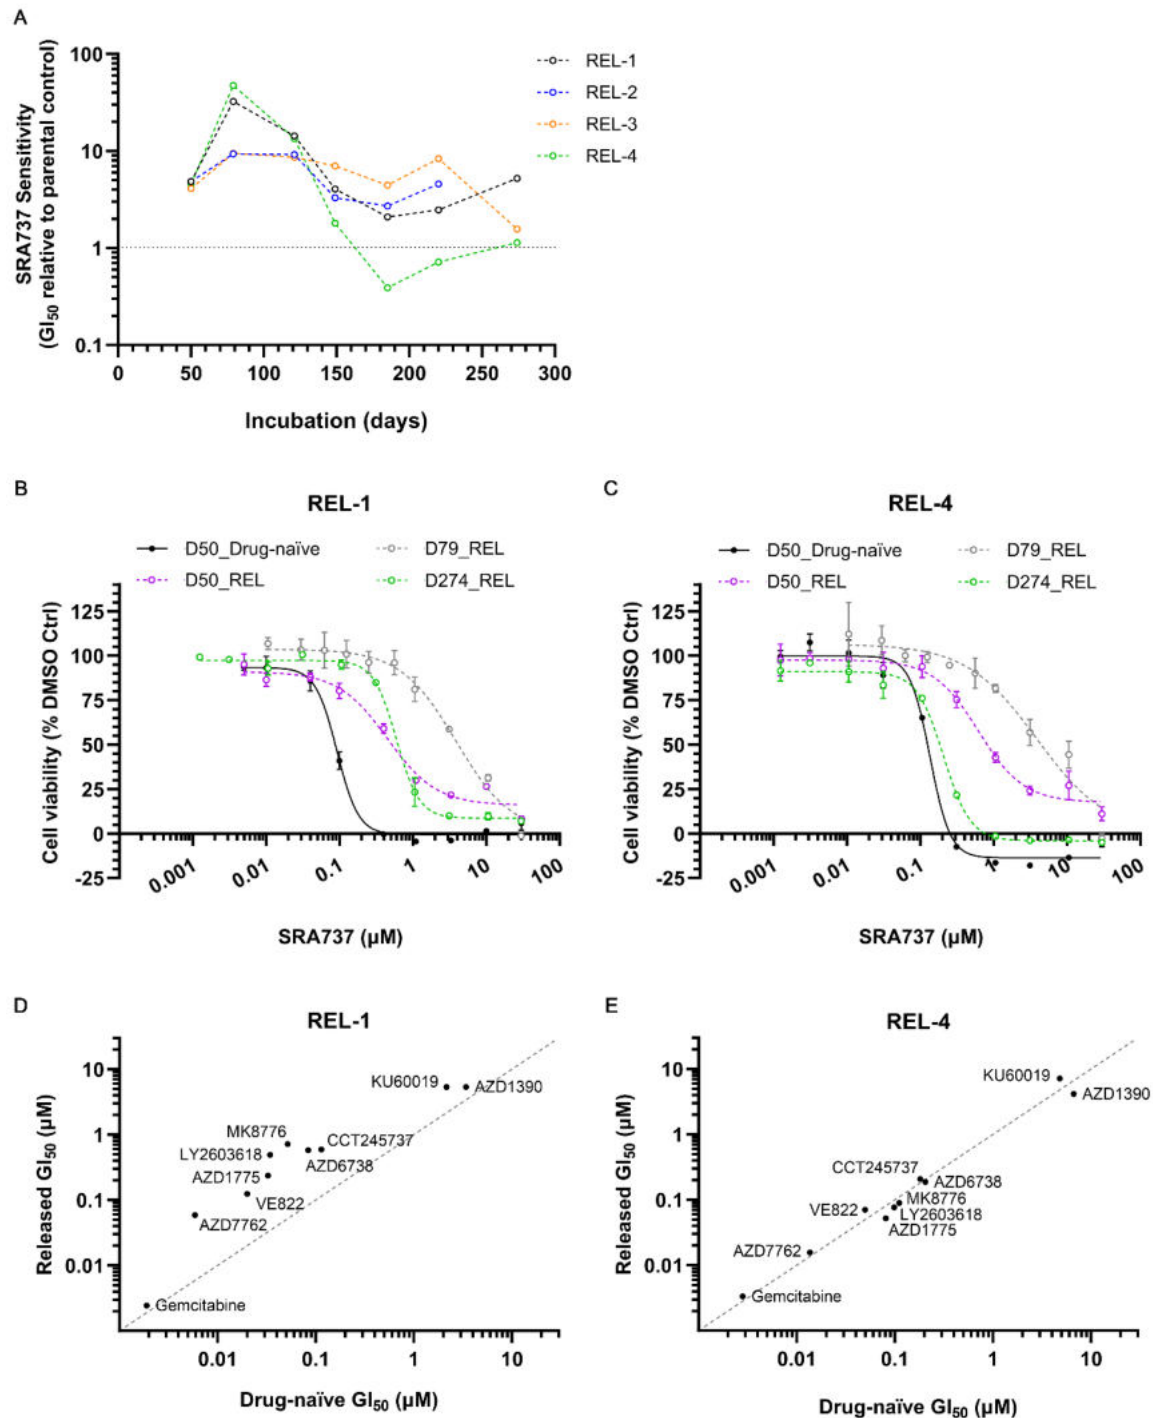 A
SRA737 Sensitivity
(GI₅₀ relative to parental control)
100
10
1
0.1
0 50 100 150 200 250 300
Incubation (days)
REL-1
REL-2
REL-3
REL-4
B
REL-1
D50_Drug-naïve D79_REL
D50_REL D274_REL
Cell viability (% DMSO Ctrl)
125
100
75
50
25
0
-25
0.001 0.01 0.1 1 10 100
SRA737 (µM)
C
REL-4
D50_Drug-naïve D79_REL
D50_REL D274_REL
Cell viability (% DMSO Ctrl)
125
100
75
50
25
0
-25
0.001 0.01 0.1 1 10 100
SRA737 (µM)
D
REL-1
Released GI₅₀ (µM)
10
1
0.1
0.01
KU60019
AZD1390
MK8776
CCT245737
LY2603618
AZD6738
AZD1775
VE822
AZD7762
Gemcitabine
0.01 0.1 1 10
Drug-naïve GI₅₀ (µM)
E
REL-4
Released GI₅₀ (µM)
10
1
0.1
0.01
KU60019
AZD1390
CCT245737
AZD6738
MK8776
VE822
LY2603618
AZD1775
AZD7762
Gemcitabine
0.01 0.1 1 10
Drug-naïve GI₅₀ (µM)